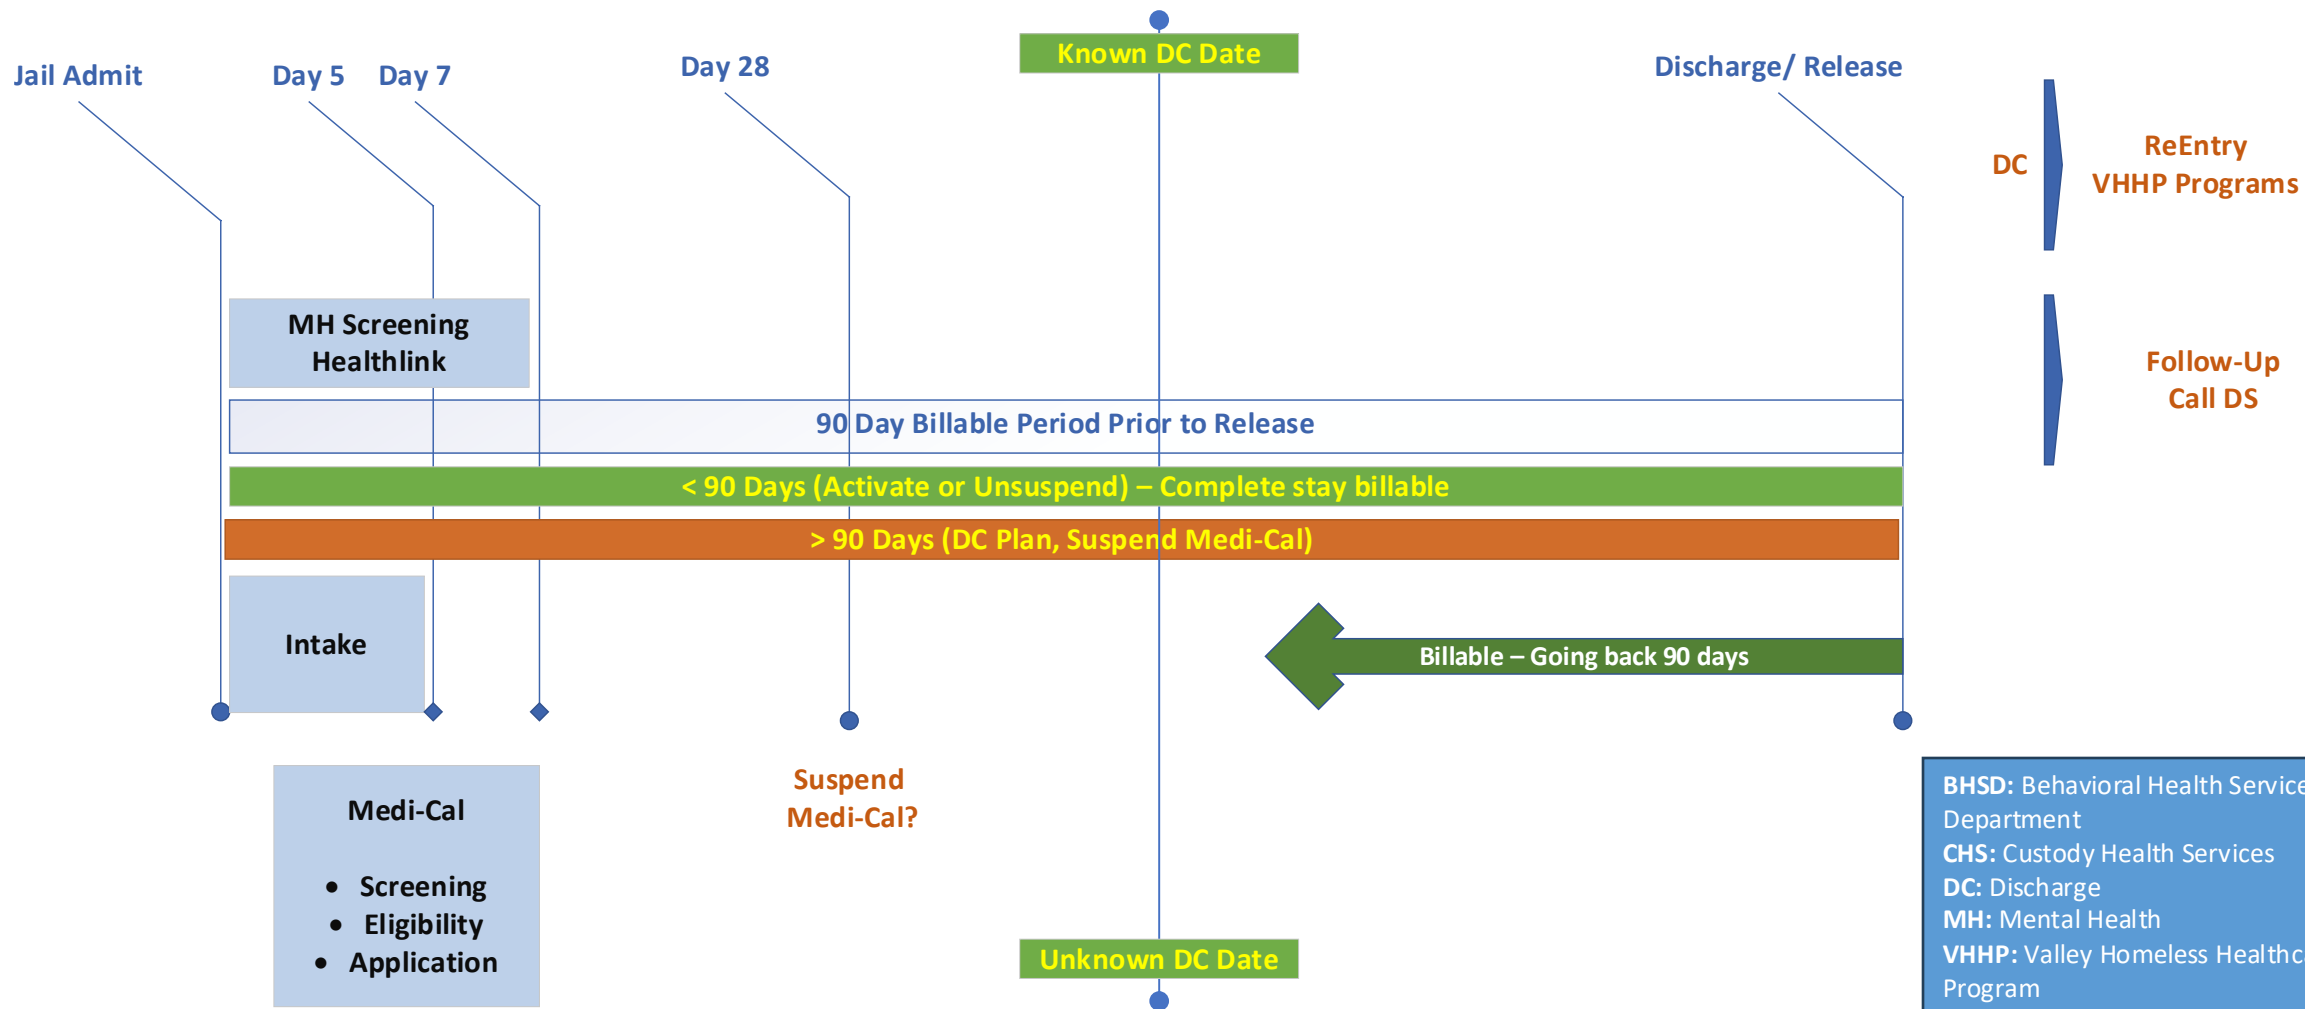 Known DC Date
Jail Admit
Day 5
Day 7
Day 28
Discharge/ Release
DC
ReEntry
VHHP Programs
MH Screening
Healthlink
Follow-Up
Call DS
90 Day Billable Period Prior to Release
< 90 Days (Activate or Unsuspend) – Complete stay billable
> 90 Days (DC Plan, Suspend Medi-Cal)
Intake
Billable – Going back 90 days
Suspend
Medi-Cal?
Medi-Cal
• Screening
• Eligibility
• Application
Unknown DC Date
BHSD: Behavioral Health Service
Department
CHS: Custody Health Services
DC: Discharge
MH: Mental Health
VHHP: Valley Homeless Healthc
Program